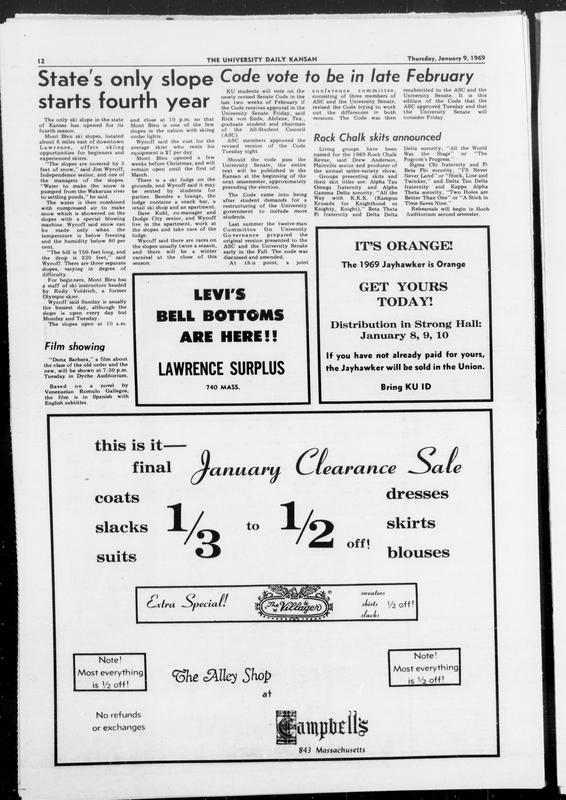 12
THE UNIVERSITY DAILY KANSAN
Thursday, January 9, 1969
State's only slope
starts fourth year
The only ski slope in the state
of Kansas has opened for its
fourth season.
Mont Bleu ski slopes, located
about 8 miles east of downtown
Lawrence, offers skiing
opportunities for beginners and
experienced skiers.
"The slopes are covered by 3
feet of snow," said Jim Wycoff,
Independence senior, and one of
the managers of the slopes.
"Water to make the snow is
pumped from the Wakarusa river
to settling ponds," he said.
The water is then combined
with compressed air to make
snow which is showered on the
slopes with a special blowing
machine. Wycoff said snow can
be made only when the
temperature is below freezing
and the humidity below 80 per
cent.
"The hill is 750 feet long, and
the drop is 230 feet," said
Wycoff. There are three separate
slopes, varying in degree of
difficulty.
For beginners, Mont Bleu has
a staff of ski instructors headed
by Rudy Voldrich, a former
Olympic skier.
Wycoff said Sunday is usually
the busiest day, although the
slope is open every day but
Monday and Tuesday.
The slopes open at 10 a.m.
and close at 10 p.m. so that
Mont Bleu is one of the few
slopes in the nation with skiing
under lights.
Wycoff said the cost for the
average skier who rents his
equipment is $7 per day.
Mont Bleu opened a few
weeks before Christmas, and will
remain open until the first of
March.
There is a ski lodge on the
grounds, and Wycoff said it may
be rented by students for
parties. Besides a lounge, the
lodge contains a snack bar, a
retail ski shop and an apartment.
Dave Kuhl, co-manager and
Dodge City senior, and Wycoff
live in the apartment, work at
the slopes and take care of the
lodge.
Wycoff said there are races on
the slopes usually twice a season,
and there will be a winter
carnival at the close of this
season.
Film showing
"Dona Barbara," a film about
the class of the old order and the
new, will be shown at 7:30 p.m.
Tuesday in Dyche Auditorium.
Based on a novel by
Venezuelan Romulo Gallegos,
the film is in Spanish with
English subtitles.
Code vote to be in late February
KU students will vote on the
newly revised Senate Code in the
last two weeks of February if
the Code receives approval in the
University Senate Friday, said
Rick von Ende, Abilene, Tex.,
graduate student and chairman
of the All-Student Council
(ASC).
ASC members approved the
revised version of the Code
Tuesday night.
Should the code pass the
University Senate, the entire
text will be published in the
Kansan at the beginning of the
next smesmester, approximately
preceding the election.
The Code came into being
after student demands for a
restructuring of the University
government to include more
students.
Last summer the twelve-man
Committee On University
Governance prepared the
original version presented to the
ASC and the University Senate
early in the Fall. The code was
discussed and amended.
At this point, a joint
conference committee,
consisting of three members of
ASC and the University Senate,
revised the Code trying to work
out the differences in both
versions. The Code was then
resubmitted to the ASC and the
University Senate. It is this
edition of the Code that the
ASC approved Tuesday and that
the University Senate will
consider Friday.
Rock Chalk skits announced
Living groups have been
named for the 1969 Rock Chalk
Revue, said Drew Anderson,
Plainville senior and producer of
the annual satire-variety show.
Groups presenting skits and
their skit titles are: Alpha Tau
Omega fraternity and Alpha
Gamma Delta sorority, "All the
Way with K.K.K. (Kampus
Krusade for Knighthood or
Knighty, Knight)," Beta Theta
Pi fraternity and Delta Delta
Delta sorority, "All the World
Was the Stage" or "The
Pogrom's Progress."
Sigma Chi fraternity and Pi
Beta Phi sorority, "I'll Never
Never Land" or "Hook, Line and
Twinker," and Delta Tau Delta
fraternity and Kappa Alpha
Theta sorority, "Two Holes are
Better Than One" or "A Stick in
Time Saves Nine."
Rehearsals will begin in Hoch
Auditorium second semester.
LEVI'S
BELL BOTTOMS
ARE HERE!!
LAWRENCE SURPLUS
740 MASS.
IT'S ORANGE!
The 1969 Jayhawker is Orange
GET YOURS
TODAY!
Distribution in Strong Hall:
January 8, 9, 10
If you have not already paid for yours,
the Jayhawker will be sold in the Union.
Bring KU ID
this is it—
final January Clearance Sale
coats
slacks
suits
1/3 to 1/2 off!
dresses
skirts
blouses
Extra Special!
The Villager
sweaters
skirts
slacks
½ off!
Note!
Most everything
is ½ off!
The Alley Shop
at
Note!
Most everything
is ½ off!
No refunds
or exchanges
Campbell's
843 Massachusetts